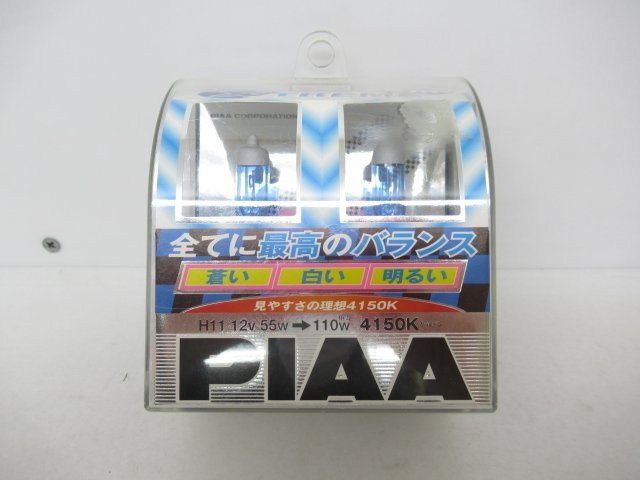 PIAA CORPORATION
全てに最高のバランス
蒼い 白い 明るい
見やすさの理想4150K
H11 12v 55w→110w 4150K
PIAA